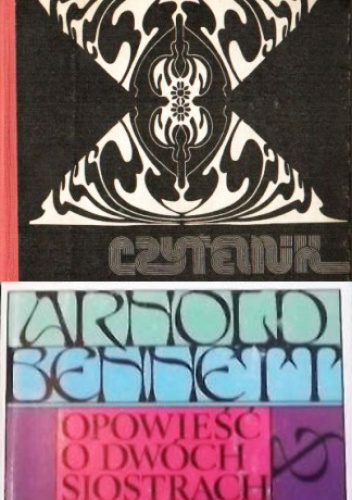 CZYTELNIK
ARNOLD
BENNETT
OPOWIEŚĆ
O DWÓCH
SIOSTRACH